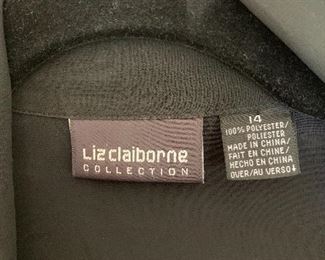 Liz claiborne
COLLECTION
14
100% POLYESTER/
POLIESTER
MADE IN CHINA/
FAIT EN CHINE/
HECHO EN CHINA
OVER/AU VERSO↓